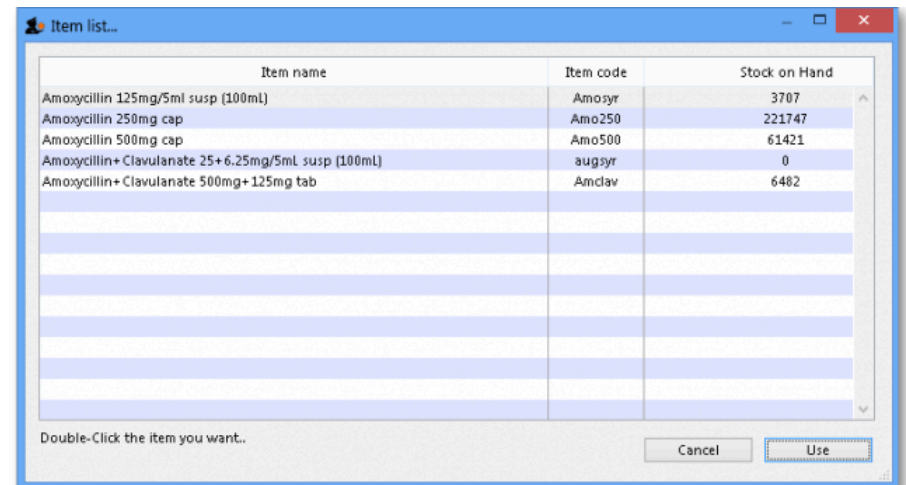 Item list...
Item name Item code Stock on Hand
Amoxycillin 125mg/5ml susp (100mL) Amosyr 3707
Amoxycillin 250mg cap Amo250 221747
Amoxycillin 500mg cap Amo500 61421
Amoxycillin+Clavulanate 25+6.25mg/5mL susp (100mL) augsyr 0
Amoxycillin+Clavulanate 500mg+125mg tab Amclav 6482
Double-Click the item you want..
Cancel Use